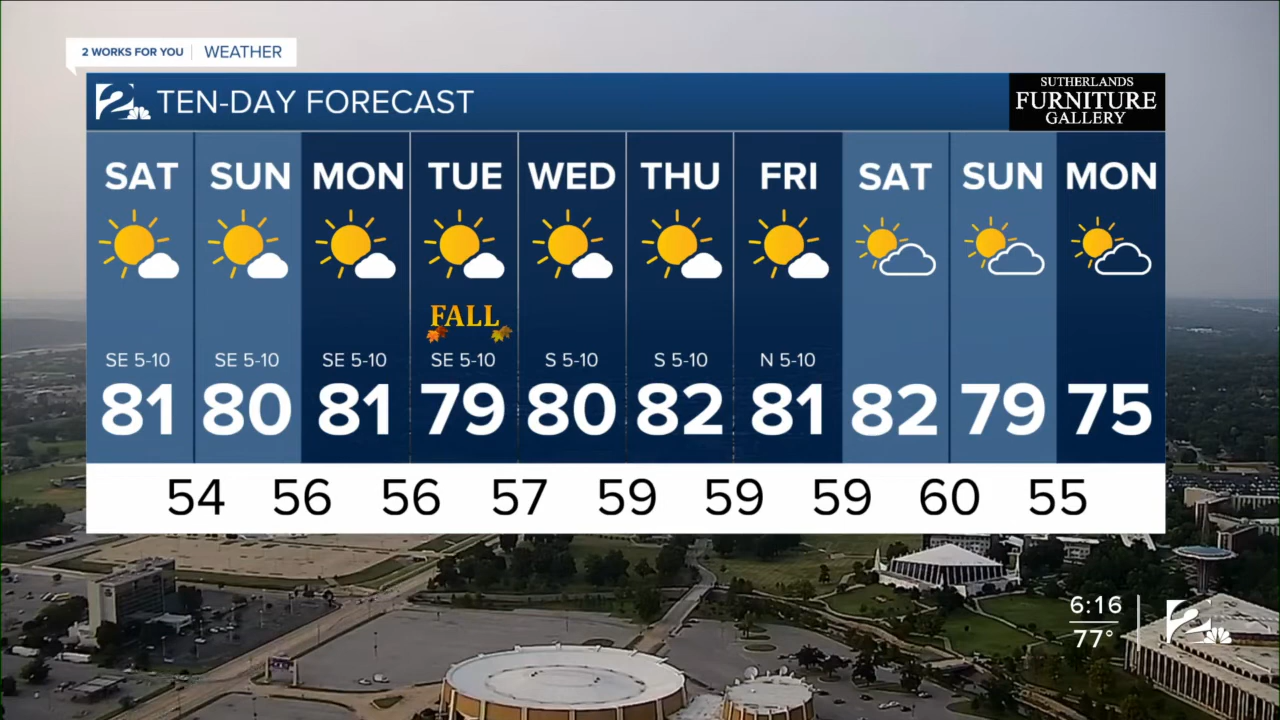 2 WORKS FOR YOU | WEATHER
2 TEN-DAY FORECAST
SUTHERLANDS
FURNITURE
GALLERY
SAT SUN MON TUE WED THU FRI SAT SUN MON
FALL
SE 5-10 SE 5-10 SE 5-10 SE 5-10 S 5-10 S 5-10 N 5-10
81 80 81 79 80 82 81 82 79 75
54 56 56 57 59 59 59 60 55
6:16
77°
2